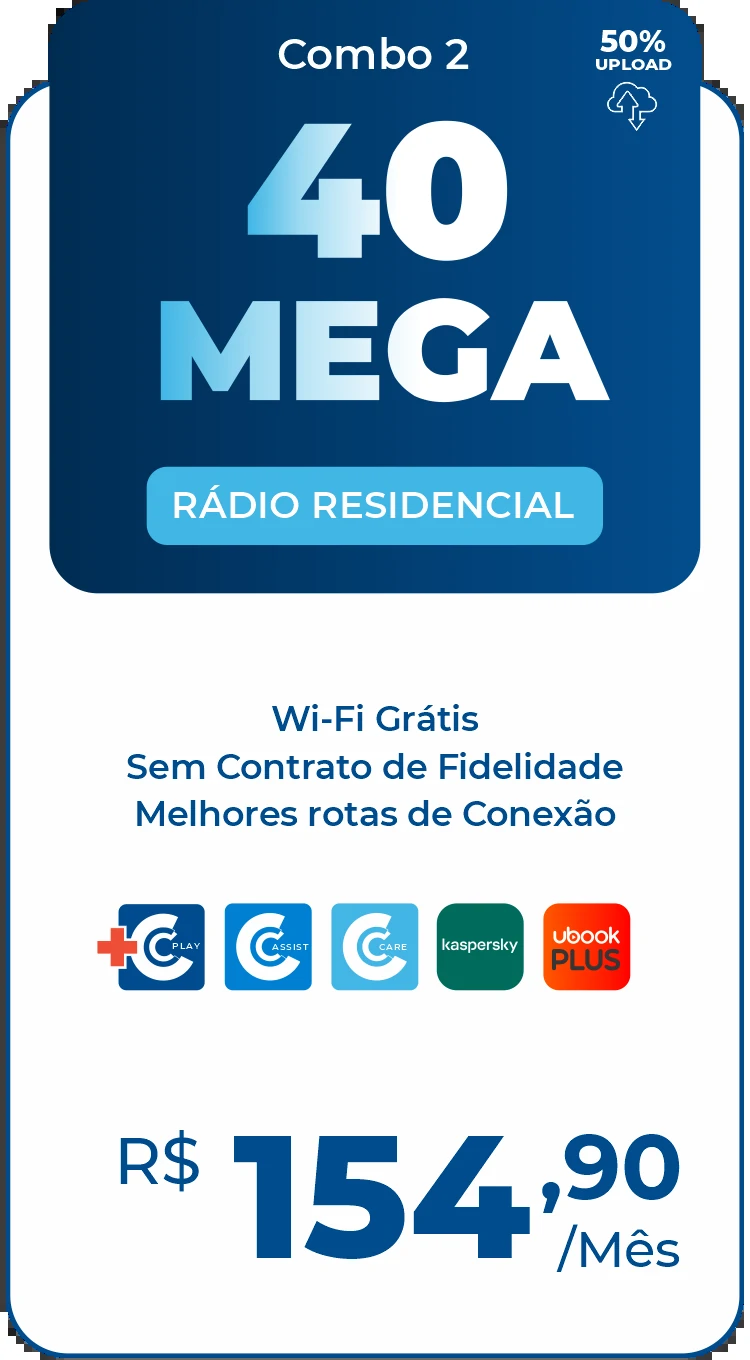 Combo 2
50%
UPLOAD
40
MEGA
RÁDIO RESIDENCIAL
Wi-Fi Grátis
Sem Contrato de Fidelidade
Melhores rotas de Conexão
PLAY
ASSIST
CARE
kaspersky
ubook
PLUS
R$ 154,90
/Mês